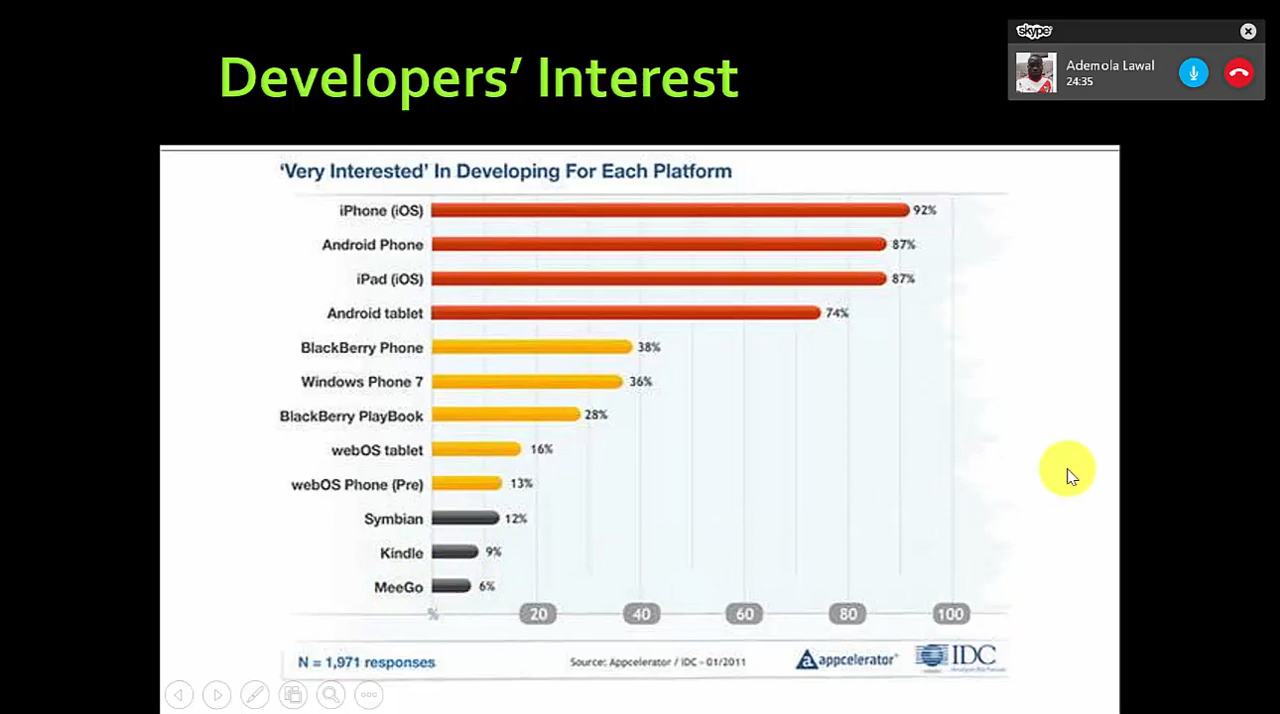 Developers’ Interest
skype
Ademola Lawal
24:35
‘Very Interested’ In Developing For Each Platform
iPhone (iOS) 92%
Android Phone 87%
iPad (iOS) 87%
Android tablet 74%
BlackBerry Phone 38%
Windows Phone 7 36%
BlackBerry PlayBook 28%
webOS tablet 16%
webOS Phone (Pre) 13%
Symbian 12%
Kindle 9%
MeeGo 6%
% 20 40 60 80 100
N = 1,971 responses
Source: Appcelerator / IDC - 01/2011
appcelerator
IDC